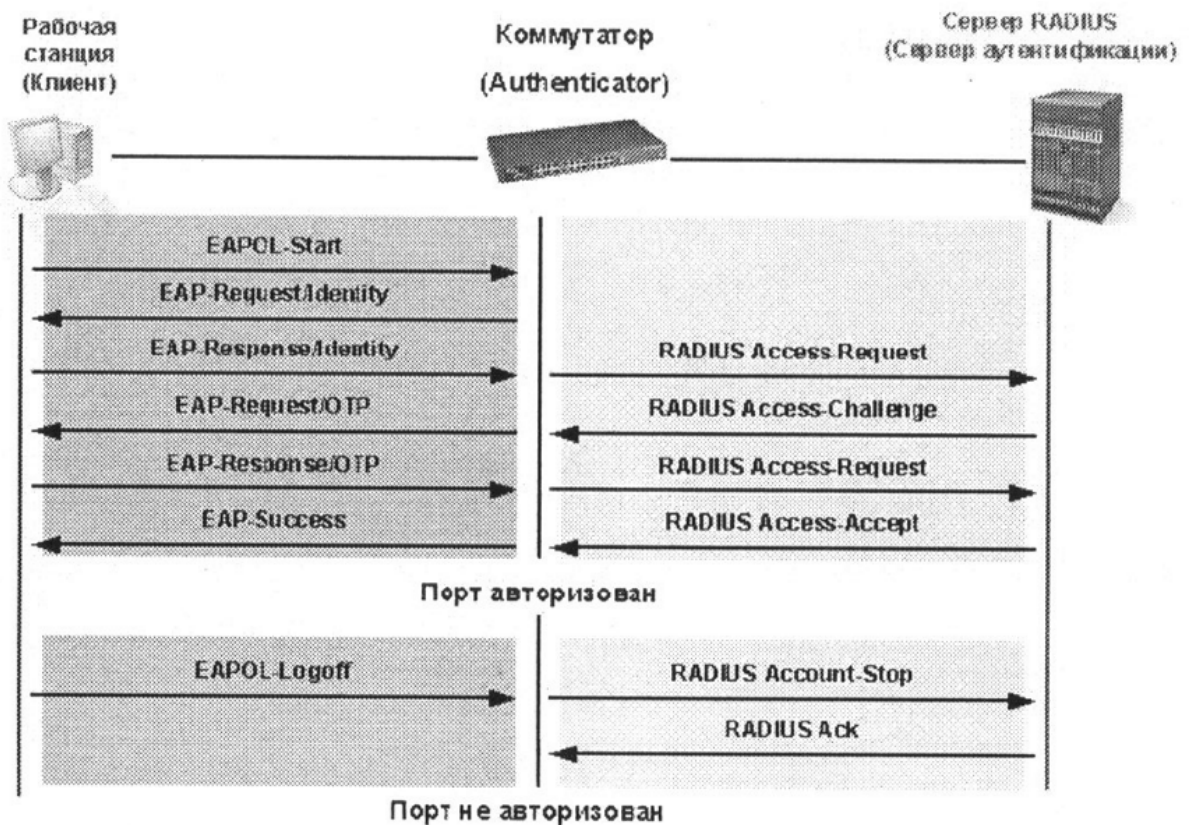 Рабочая
станция
(Клиент)
Коммутатор
(Authenticator)
Сервер RADIUS
(Сервер аутентификации)
EAPOL-Start
EAP-Request/Identity
EAP-Response/Identity
RADIUS Access-Request
EAP-Request/OTP
RADIUS Access-Challenge
EAP-Response/OTP
RADIUS Access-Request
EAP-Success
RADIUS Access-Accept
Порт авторизован
EAPOL-Logoff
RADIUS Account-Stop
RADIUS Ack
Порт не авторизован